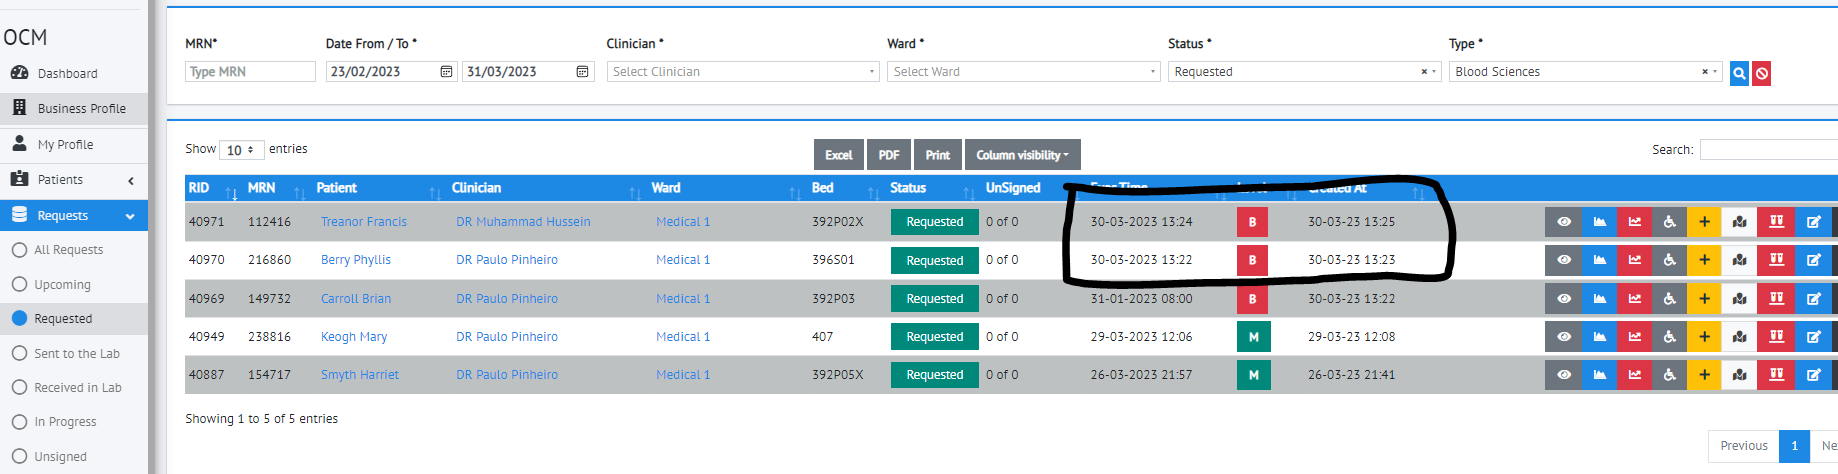 OCM
Dashboard
Business Profile
My Profile
Patients
Requests
All Requests
Upcoming
Requested
Sent to the Lab
Received in Lab
In Progress
Unsigned
MRN* Date From / To * Clinician * Ward * Status * Type *
Type MRN 23/02/2023 31/03/2023 Select Clinician Select Ward Requested × Blood Sciences ×
Show 10 entries Excel PDF Print Column visibility Search:
RID MRN Patient Clinician Ward Bed Status UnSigned Time Created At
40971 112416 Treanor Francis DR Muhammad Hussein Medical 1 392P02X Requested 0 of 0 30-03-2023 13:24 B 30-03-23 13:25
40970 216860 Berry Phyllis DR Paulo Pinheiro Medical 1 396S01 Requested 0 of 0 30-03-2023 13:22 B 30-03-23 13:23
40969 149732 Carroll Brian DR Paulo Pinheiro Medical 1 392P03 Requested 0 of 0 31-01-2023 08:00 B 30-03-23 13:22
40949 238816 Keogh Mary DR Paulo Pinheiro Medical 1 407 Requested 0 of 0 29-03-2023 12:06 M 29-03-23 12:08
40887 154717 Smyth Harriet DR Paulo Pinheiro Medical 1 392P05X Requested 0 of 0 26-03-2023 21:57 M 26-03-23 21:41
Showing 1 to 5 of 5 entries
Previous 1 Ne